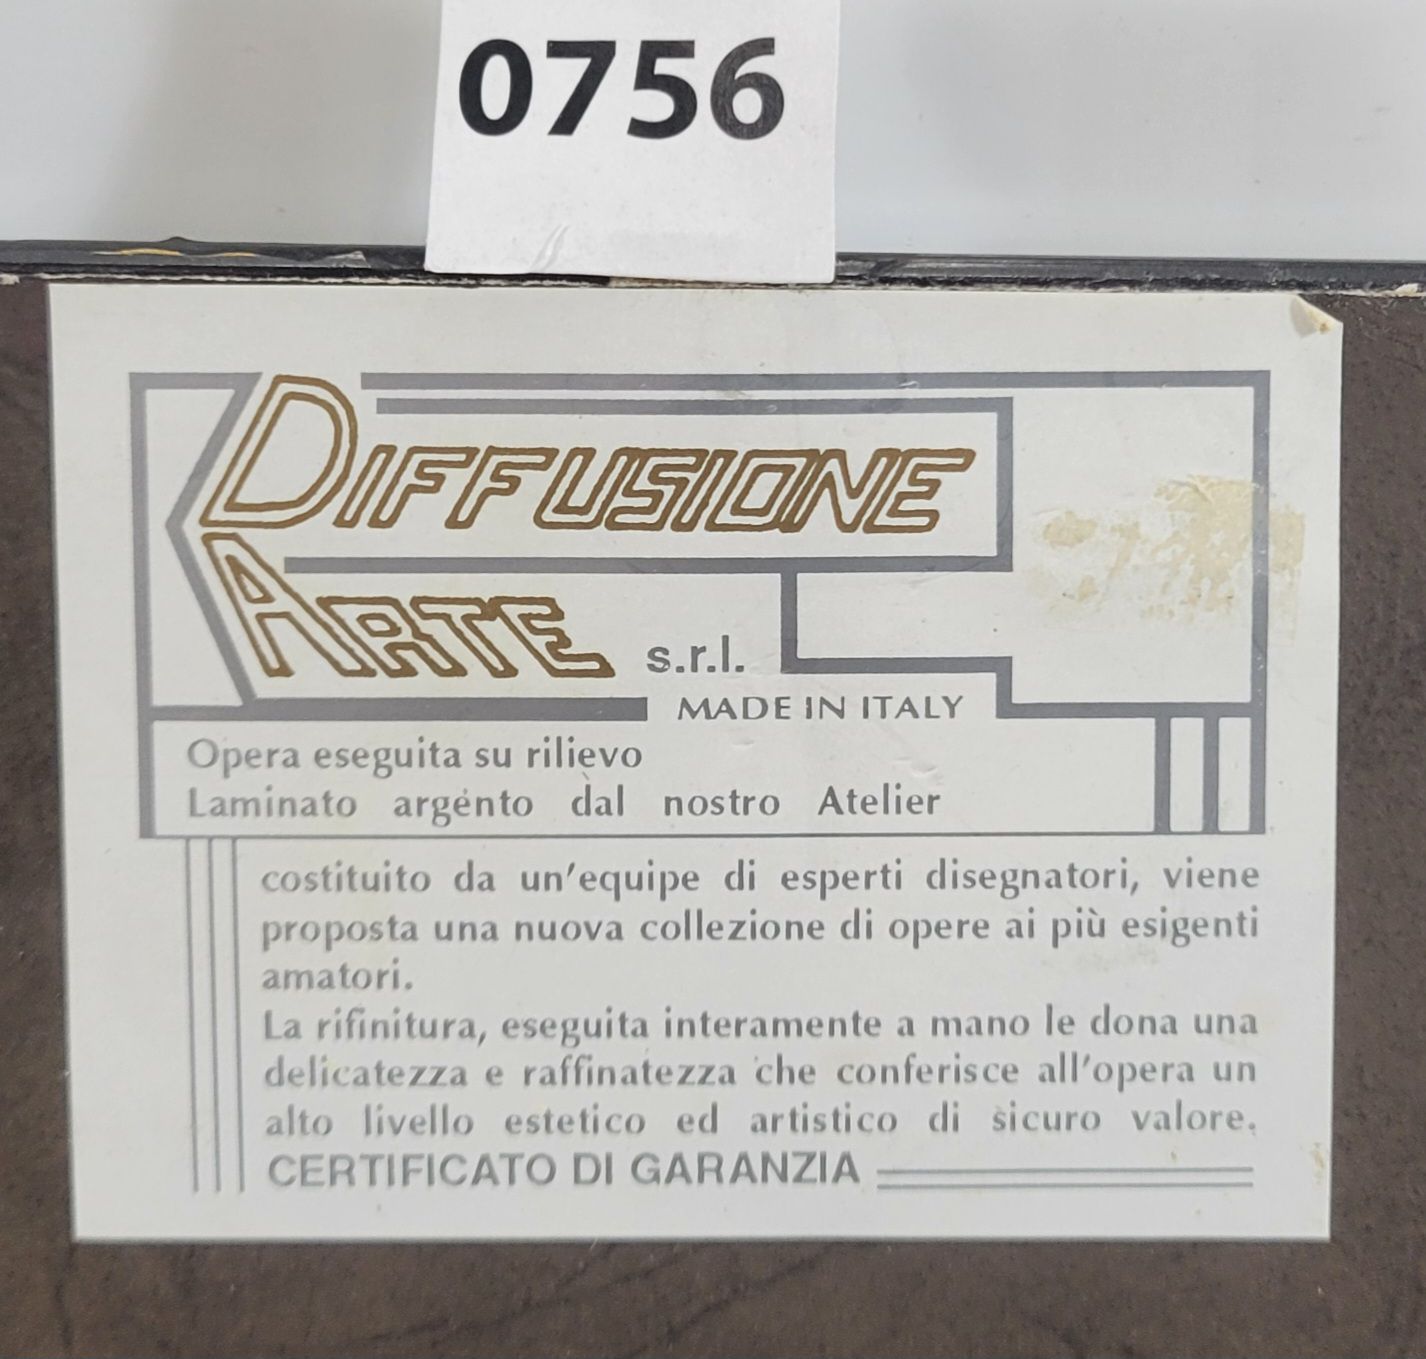 0756
DIFFUSIONE
ARTE s.r.l.
MADE IN ITALY
Opera eseguita su rilievo
Laminato argento dal nostro Atelier
costituito da un'equipe di esperti disegnatori, viene
proposta una nuova collezione di opere ai più esigenti
amatori.
La rifinitura, eseguita interamente a mano le dona una
delicatezza e raffinatezza che conferisce all'opera un
alto livello estetico ed artistico di sicuro valore.
CERTIFICATO DI GARANZIA